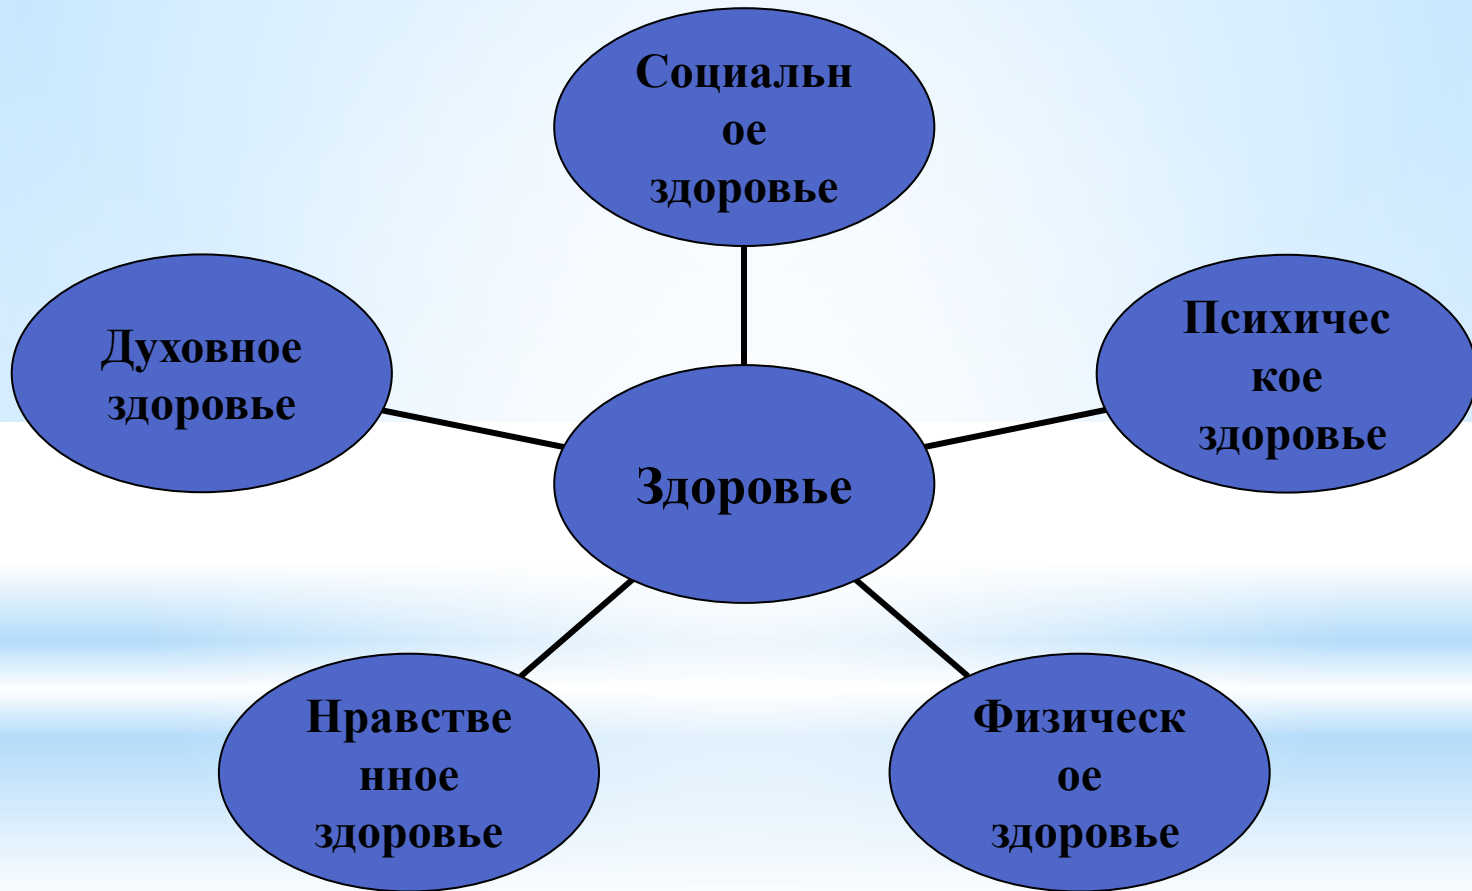 Социальн
ое
здоровье
Духовное
здоровье
Психичес
кое
здоровье
Здоровье
Нравстве
нное
здоровье
Физическ
ое
здоровье